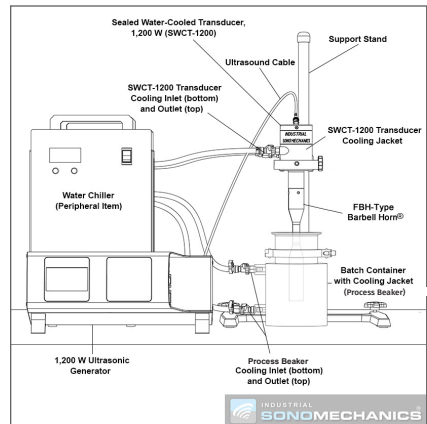 Sealed Water-Cooled Transducer,
1,200 W (SWCT-1200)
Support Stand
Ultrasound Cable
SWCT-1200 Transducer
Cooling Inlet (bottom)
and Outlet (top)
INDUSTRIAL
SONOMECHANICS
SWCT-1200 Transducer
Cooling Jacket
Water Chiller
(Peripheral Item)
FBH-Type
Barbell Horn®
Batch Container
with Cooling Jacket
(Process Beaker)
1,200 W Ultrasonic
Generator
Process Beaker
Cooling Inlet (bottom)
and Outlet (top)
INDUSTRIAL
SONOMECHANICS